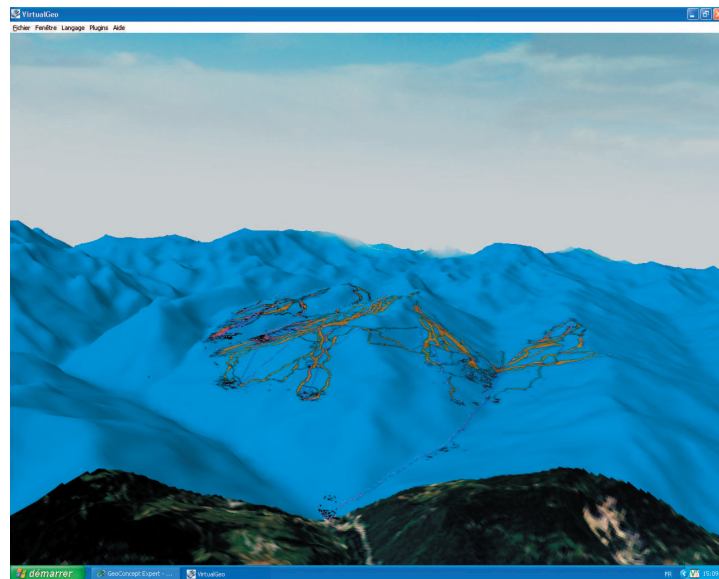 VirtualGeo
Fichier Fenêtre Langage Plugins Aide
démarrer GeoConcept Expert - ... VirtualGeo FR 15:09